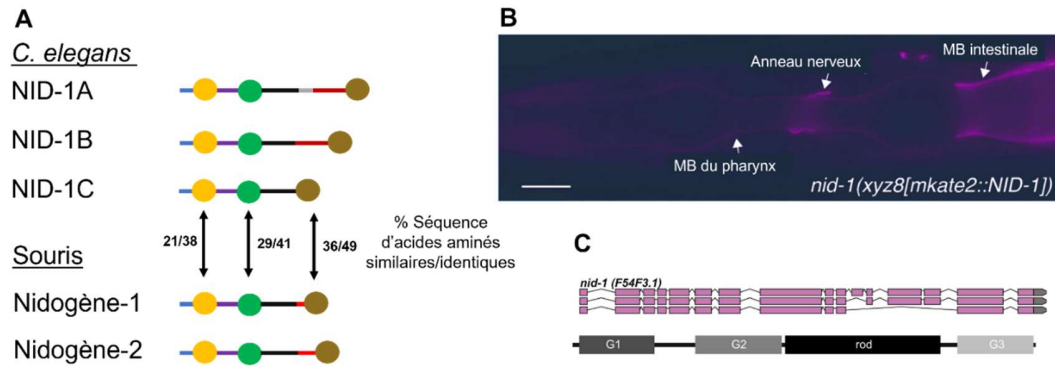 A
C. elegans
NID-1A
NID-1B
NID-1C
21/38
29/41
36/49
% Séquence
d'acides aminés
similaires/identiques
Souris
Nidogène-1
Nidogène-2
B
Anneau nerveux
MB intestinale
MB du pharynx
nid-1(xyz8[mkate2::NID-1])
C
nid-1 (F54F3.1)
G1 G2 rod G3